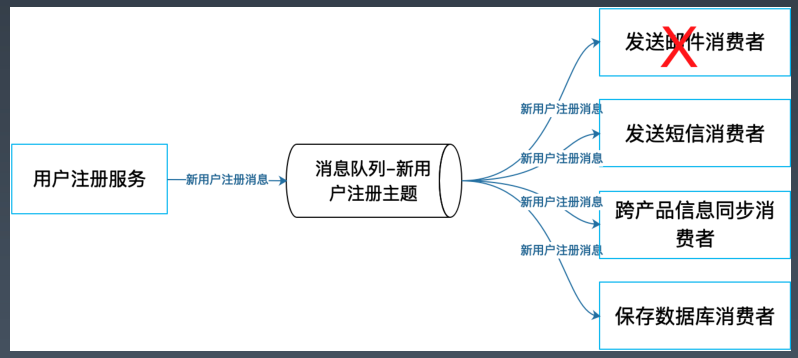 发送邮件消费者
新用户注册消息
发送短信消费者
用户注册服务
新用户注册消息
消息队列–新用
户注册主题
新用户注册消息
新用户注册消息
跨产品信息同步消
费者
新用户注册消息
保存数据库消费者